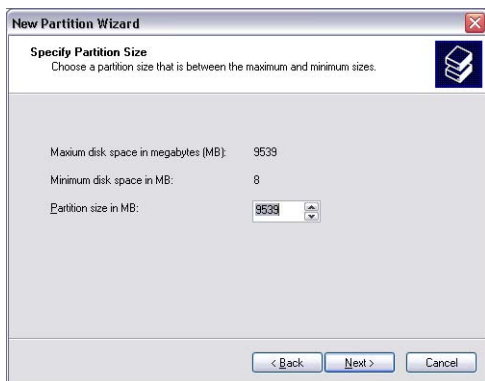 New Partition Wizard
Specify Partition Size
Choose a partition size that is between the maximum and minimum sizes.
Maxium disk space in megabytes (MB): 9539
Minimum disk space in MB: 8
Partition size in MB: 9539
< Back Next > Cancel